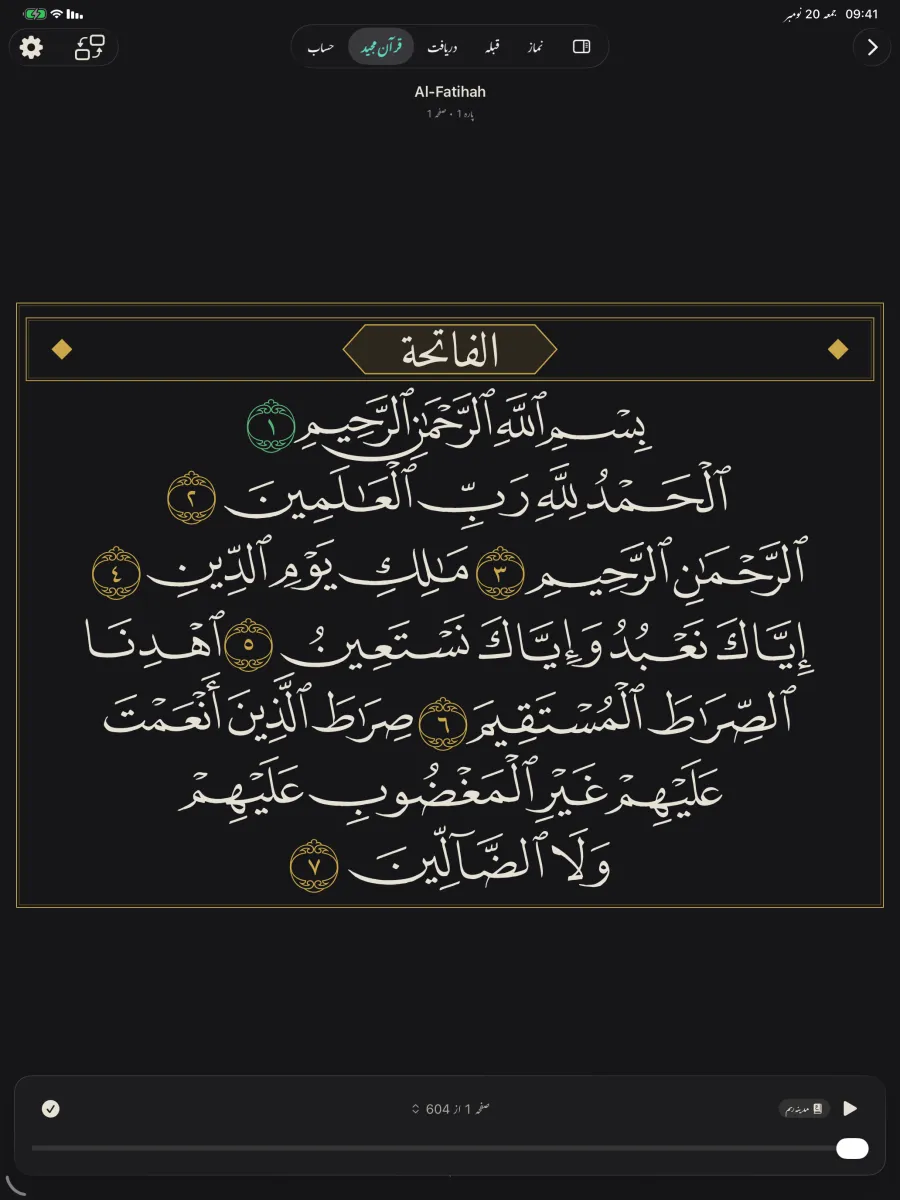 09:41 جمعہ 20 نومبر
نماز قبلہ دریافت قرآن مجید حساب
Al-Fatihah
پارہ 1 • صفحہ 1
الفاتحة
بِسْمِ ٱللَّهِ ٱلرَّحْمَٰنِ ٱلرَّحِيمِ ١
ٱلْحَمْدُ لِلَّهِ رَبِّ ٱلْعَٰلَمِينَ ٢
ٱلرَّحْمَٰنِ ٱلرَّحِيمِ ٣ مَٰلِكِ يَوْمِ ٱلدِّينِ ٤
إِيَّاكَ نَعْبُدُ وَإِيَّاكَ نَسْتَعِينُ ٥ ٱهْدِنَا
ٱلصِّرَٰطَ ٱلْمُسْتَقِيمَ ٦ صِرَٰطَ ٱلَّذِينَ أَنْعَمْتَ
عَلَيْهِمْ غَيْرِ ٱلْمَغْضُوبِ عَلَيْهِمْ
وَلَا ٱلضَّآلِّينَ ٧
صفحہ 1 از 604